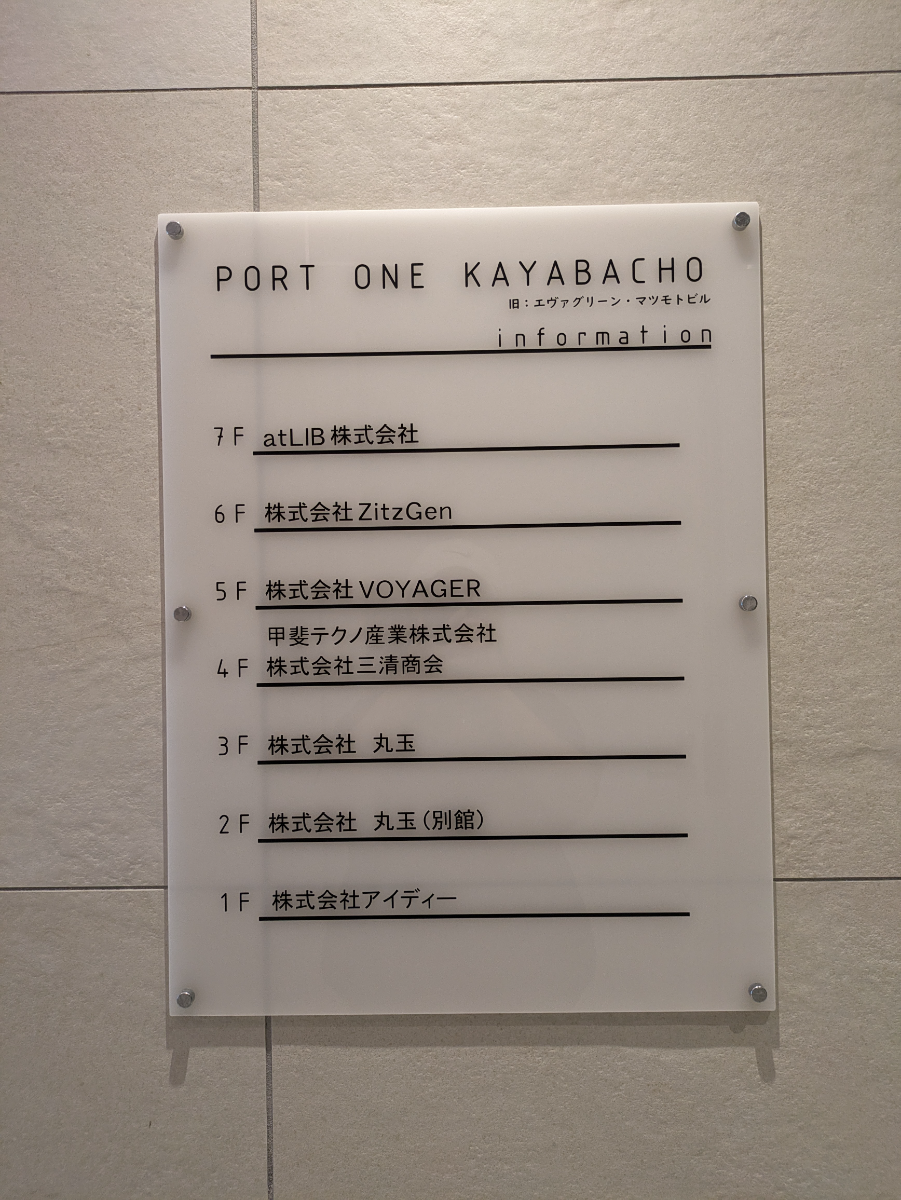 PORT ONE KAYABACHO
旧：エヴァグリーン・マツモトビル
information
7F atLIB株式会社
6F 株式会社ZitzGen
5F 株式会社VOYAGER
甲斐テクノ産業株式会社
4F 株式会社三清商会
3F 株式会社 丸玉
2F 株式会社 丸玉（別館）
1F 株式会社アイディー